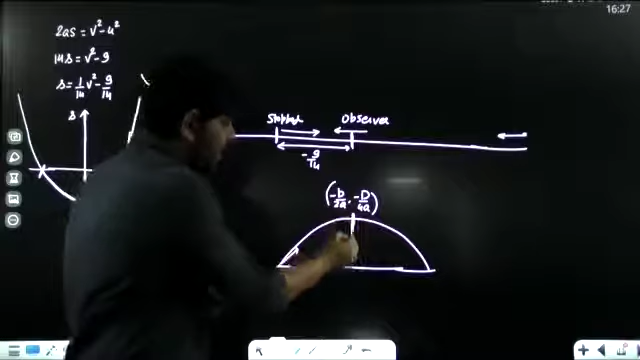 16:27
2as = v² - u²
14s = v² - 9
s = 1/14 v² - 9/14
s
Stopped Observer
-9/14
(-b/2a, -D/4a)